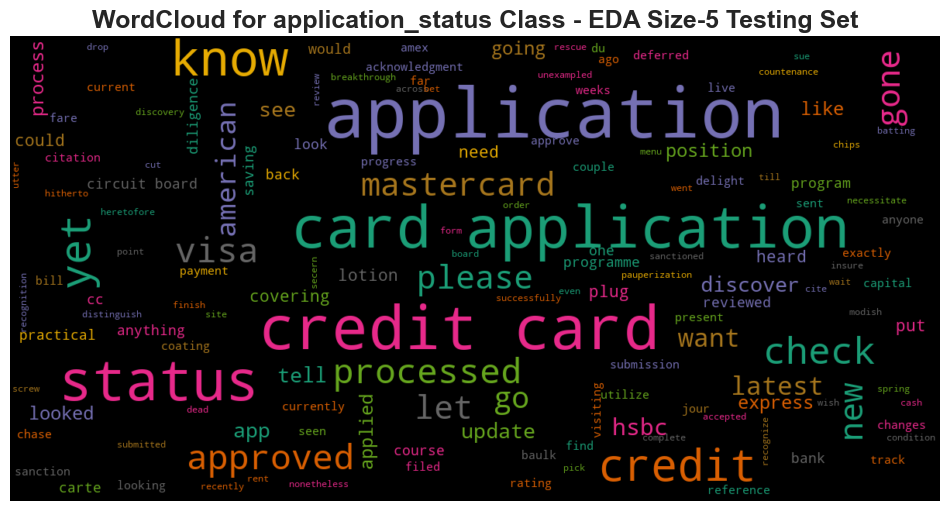 WordCloud for application_status Class - EDA Size-5 Testing Set
process
drop
know
would
amex
going
du
rescue
deferred
sue
gone
acknowledgment
ago
current
breakthrough
far
unexampled
countenance
review
across
bet
weeks
live
fare
discovery
diligence
american
see
application
like
could
look
need
approve
position
batting
citation
progress
menu
chips
utter
cut
saving
back
mastercard
couple
delight
program
till
hitherto
circuit board
went
sent
necessitate
heretofore
order
yet
card application
anyone
form
point
visa
board
one
sanctioned
heard
exactly
payment
secern
please
programme
insure
recognition
bill
lotion
pauperization
discover
cite
wait
capital
cc
covering
even
plug
reviewed
finish
successfully
distinguish
site
present
modish
practical
anything
credit card
put
coating
want
check
submission
status
tell
processed
latest
screw
let
go
utilize
spring
new
dead
currently
visiting
jour
express
wish
cash
looked
applied
accepted
app
seen
update
hsbc
changes
chase
submitted
complete
recognize
condition
course
find
approved
baulk
bank
track
sanction
filed
pick
credit
carte
looking
recently
rent
nonetheless
rating
reference